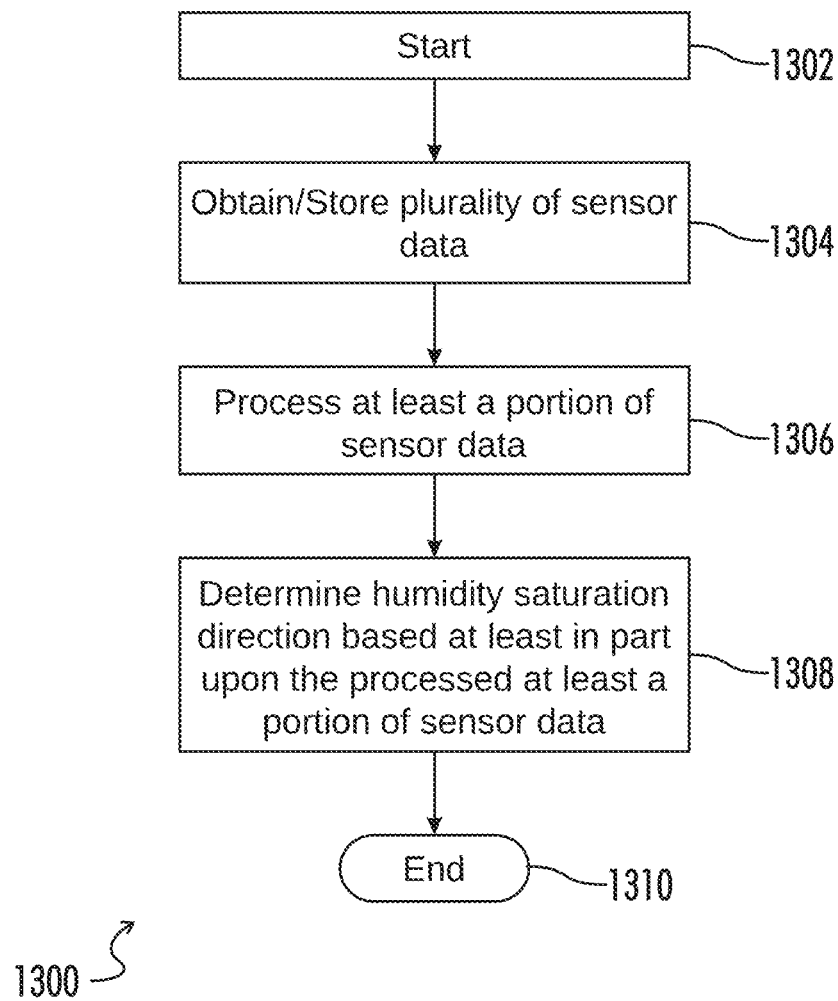 Start
1302
Obtain/Store plurality of sensor
data
1304
Process at least a portion of
sensor data
1306
Determine humidity saturation
direction based at least in part
upon the processed at least a
portion of sensor data
1308
End
1310
1300